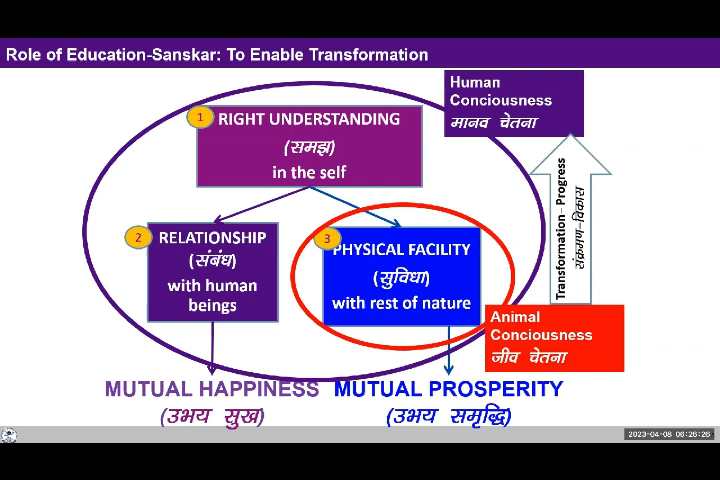 Role of Education-Sanskar: To Enable Transformation
Human
Conciousness
मानव चेतना
1
RIGHT UNDERSTANDING
(समझ)
in the self
2
RELATIONSHIP
(संबंध)
with human
beings
3
PHYSICAL FACILITY
(सुविधा)
with rest of nature
Transformation – Progress
संक्रमण–विकास
Animal
Conciousness
जीव चेतना
MUTUAL HAPPINESS
(उभय सुख)
MUTUAL PROSPERITY
(उभय समृद्धि)
2023-04-08 06:26:26